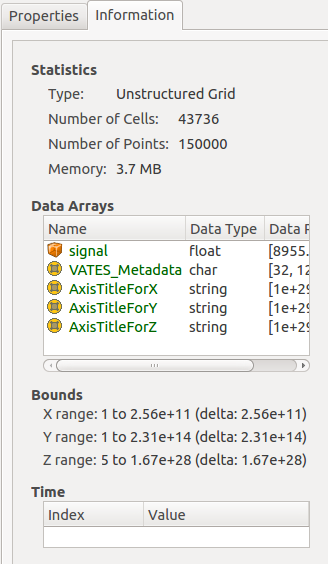 Properties Information
Statistics
Type: Unstructured Grid
Number of Cells: 43736
Number of Points: 150000
Memory: 3.7 MB
Data Arrays
Name Data Type Data F
signal float [8955.
VATES_Metadata char [32, 12
AxisTitleForX string [1e+29
AxisTitleForY string [1e+29
AxisTitleForZ string [1e+29
Bounds
X range: 1 to 2.56e+11 (delta: 2.56e+11)
Y range: 1 to 2.31e+14 (delta: 2.31e+14)
Z range: 5 to 1.67e+28 (delta: 1.67e+28)
Time
Index Value